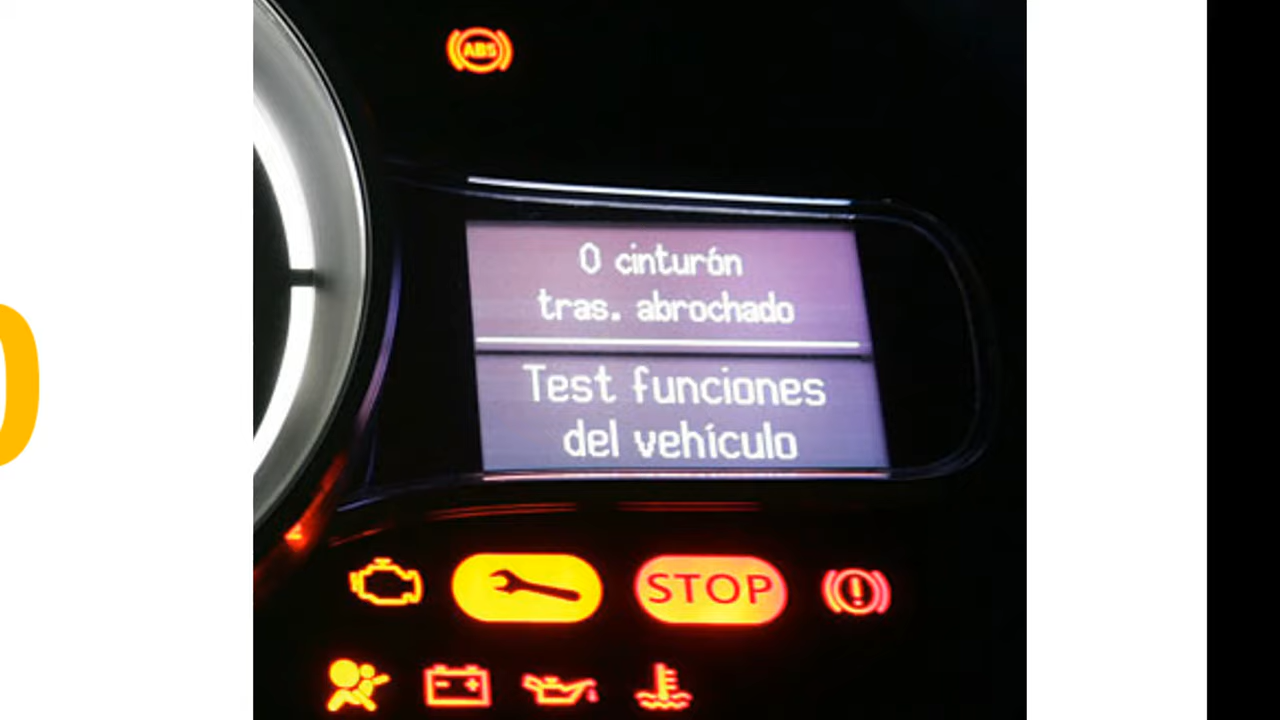 ABS
0 cinturón
tras. abrochado
Test funciones
del vehículo
STOP